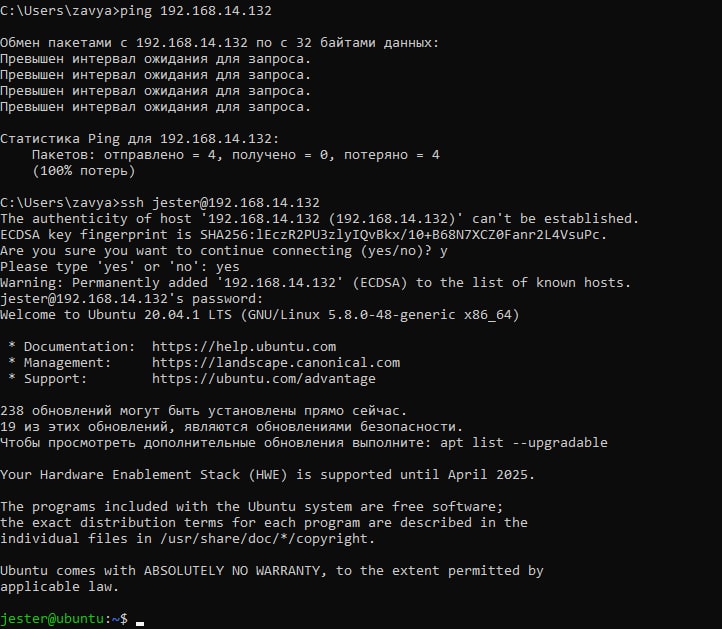 C:\Users\zavya>ping 192.168.14.132
Обмен пакетами с 192.168.14.132 по с 32 байтами данных:
Превышен интервал ожидания для запроса.
Превышен интервал ожидания для запроса.
Превышен интервал ожидания для запроса.
Превышен интервал ожидания для запроса.
Статистика Ping для 192.168.14.132:
    Пакетов: отправлено = 4, получено = 0, потеряно = 4
    (100% потерь)
C:\Users\zavya>ssh jester@192.168.14.132
The authenticity of host '192.168.14.132 (192.168.14.132)' can't be established.
ECDSA key fingerprint is SHA256:lEczR2PU3zlyIQvBkx/10+B68N7XCZ0Fanr2L4VsuPc.
Are you sure you want to continue connecting (yes/no)? y
Please type 'yes' or 'no': yes
Warning: Permanently added '192.168.14.132' (ECDSA) to the list of known hosts.
jester@192.168.14.132's password:
Welcome to Ubuntu 20.04.1 LTS (GNU/Linux 5.8.0-48-generic x86_64)
 * Documentation:  https://help.ubuntu.com
 * Management:     https://landscape.canonical.com
 * Support:        https://ubuntu.com/advantage
238 обновлений могут быть установлены прямо сейчас.
19 из этих обновлений, являются обновлениями безопасности.
Чтобы просмотреть дополнительные обновления выполните: apt list --upgradable
Your Hardware Enablement Stack (HWE) is supported until April 2025.
The programs included with the Ubuntu system are free software;
the exact distribution terms for each program are described in the
individual files in /usr/share/doc/*/copyright.
Ubuntu comes with ABSOLUTELY NO WARRANTY, to the extent permitted by
applicable law.
jester@ubuntu:~$